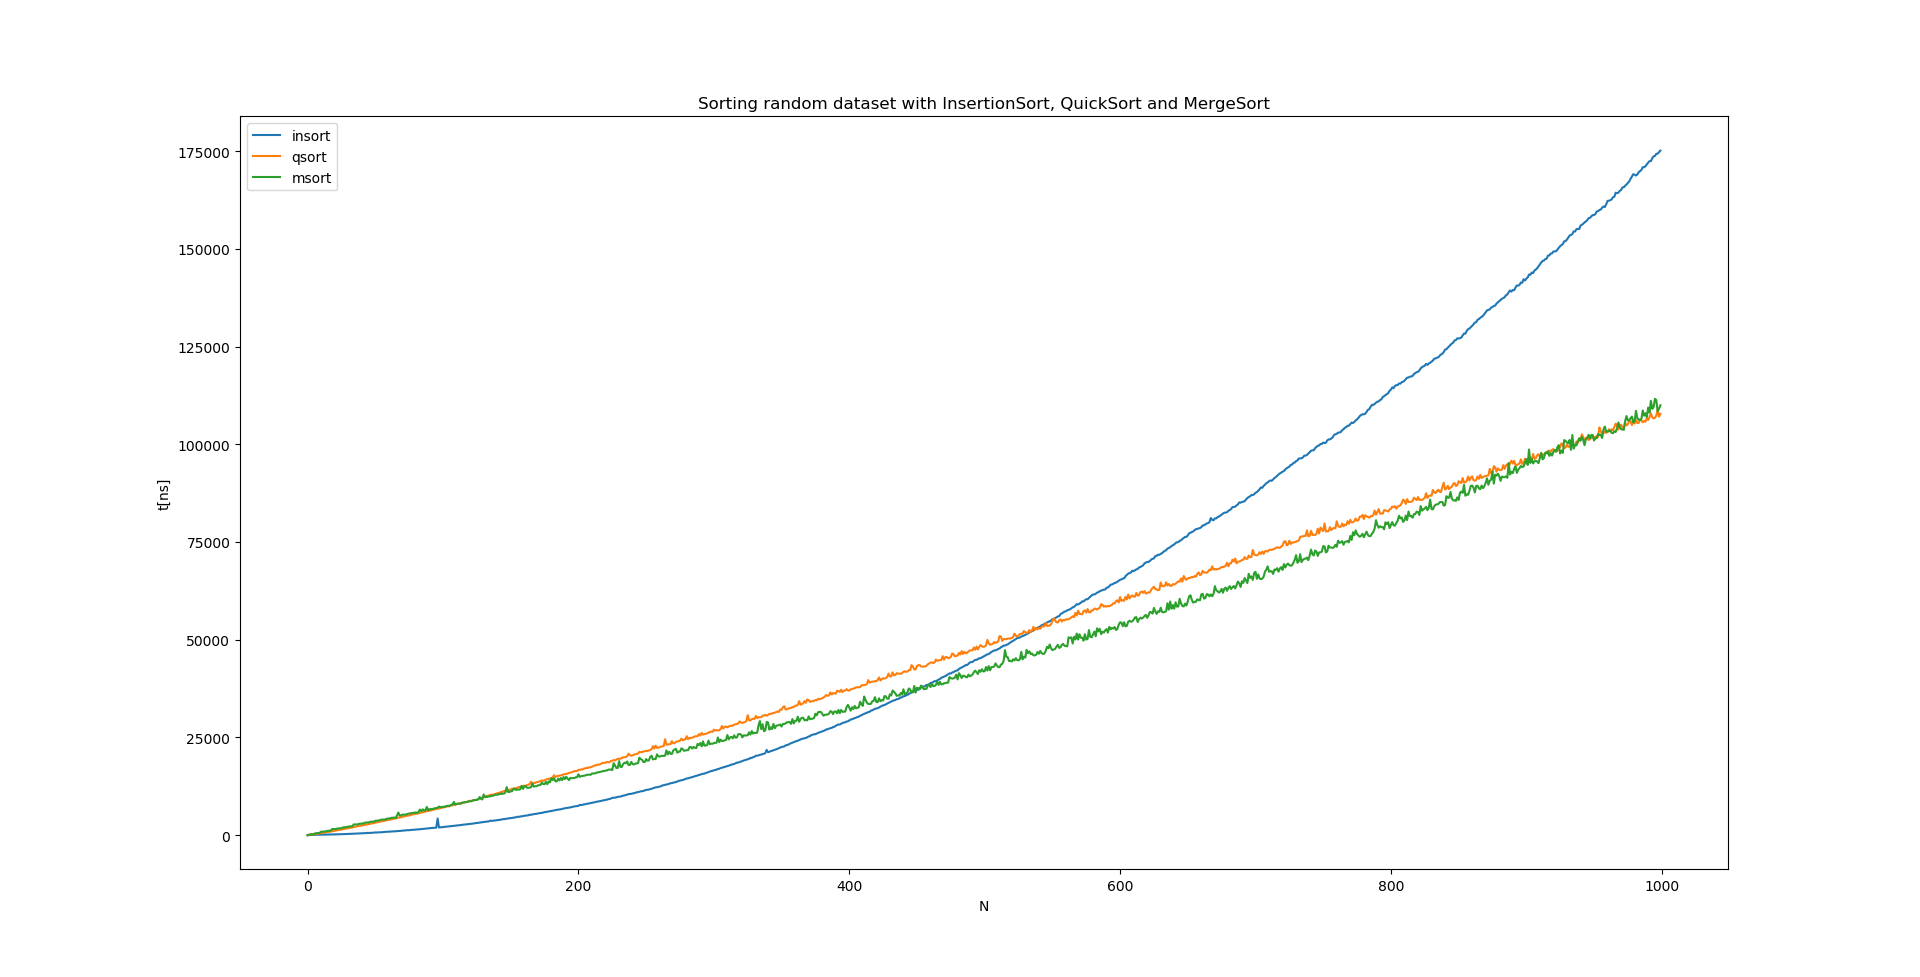 Sorting random dataset with InsertionSort, QuickSort and MergeSort
insort
qsort
msort
175000
150000
125000
100000
75000
50000
25000
0
t[ns]
0 200 400 600 800 1000
N